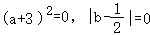 (a+3)²=0, |b-1/2|=0